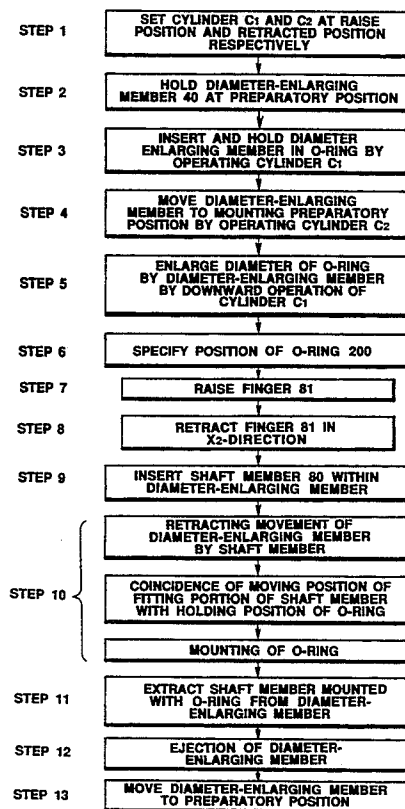 STEP 1
SET CYLINDER C1 AND C2 AT RAISE
POSITION AND RETRACTED POSITION
RESPECTIVELY
STEP 2
HOLD DIAMETER-ENLARGING
MEMBER 40 AT PREPARATORY POSITION
STEP 3
INSERT AND HOLD DIAMETER
ENLARGING MEMBER IN O-RING BY
OPERATING CYLINDER C1
STEP 4
MOVE DIAMETER-ENLARGING
MEMBER TO MOUNTING PREPARATORY
POSITION BY OPERATING CYLINDER C2
STEP 5
ENLARGE DIAMETER OF O-RING
BY DIAMETER-ENLARGING MEMBER
BY DOWNWARD OPERATION OF
CYLINDER C1
STEP 6
SPECIFY POSITION OF O-RING 200
STEP 7
RAISE FINGER 81
STEP 8
RETRACT FINGER 81 IN
X2-DIRECTION
STEP 9
INSERT SHAFT MEMBER 80 WITHIN
DIAMETER-ENLARGING MEMBER
STEP 10
RETRACTING MOVEMENT OF
DIAMETER-ENLARGING MEMBER
BY SHAFT MEMBER
COINCIDENCE OF MOVING POSITION OF
FITTING PORTION OF SHAFT MEMBER
WITH HOLDING POSITION OF O-RING
MOUNTING OF O-RING
STEP 11
EXTRACT SHAFT MEMBER MOUNTED
WITH O-RING FROM DIAMETER-
ENLARGING MEMBER
STEP 12
EJECTION OF DIAMETER-
ENLARGING MEMBER
STEP 13
MOVE DIAMETER-ENLARGING MEMBER
TO PREPARATORY POSITION